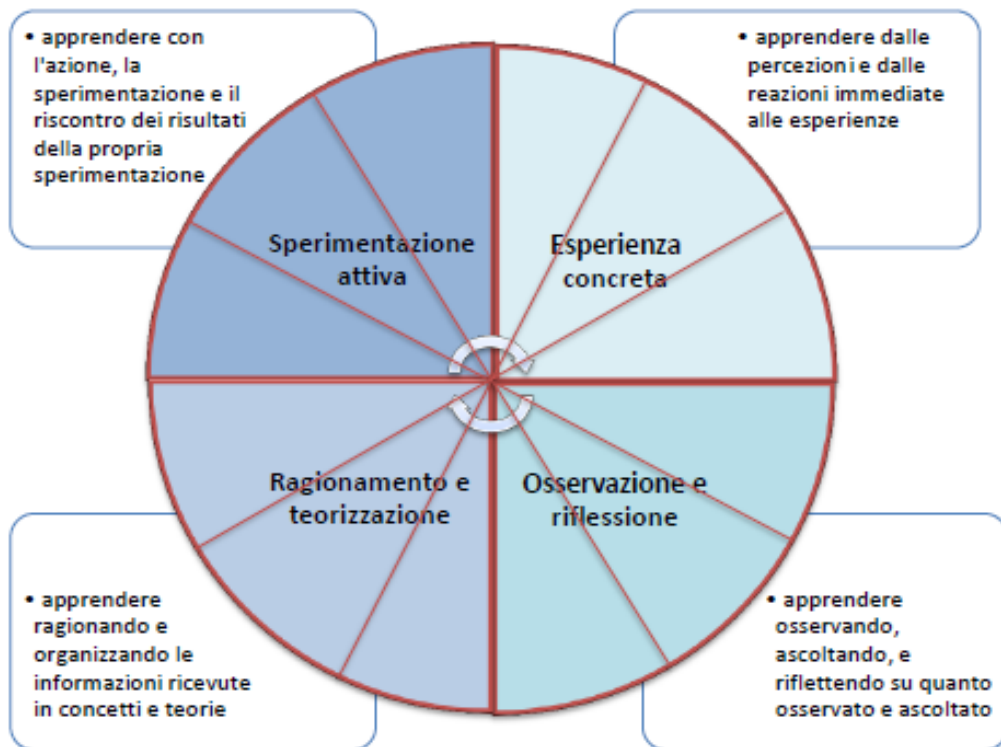 • apprendere con
l'azione, la
sperimentazione e il
riscontro dei risultati
della propria
sperimentazione
• apprendere dalle
percezioni e dalle
reazioni immediate
alle esperienze
Sperimentazione
attiva
Esperienza
concreta
Ragionamento e
teorizzazione
Osservazione e
riflessione
• apprendere
ragionando e
organizzando le
informazioni ricevute
in concetti e teorie
• apprendere
osservando,
ascoltando, e
riflettendo su quanto
osservato e ascoltato